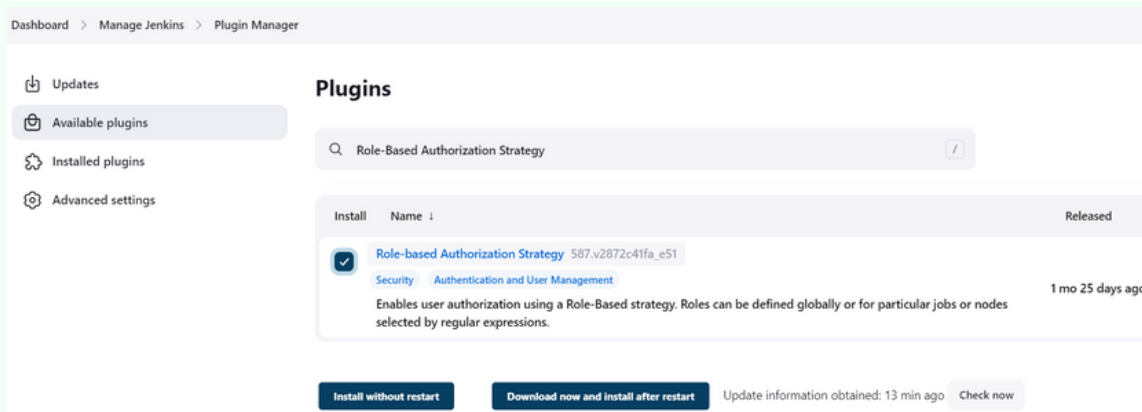 Dashboard > Manage Jenkins > Plugin Manager
Updates
Available plugins
Installed plugins
Advanced settings
Plugins
Role-Based Authorization Strategy /
Install Name ↓ Released
Role-based Authorization Strategy 587.v2872c41fa_e51
Security Authentication and User Management
Enables user authorization using a Role-Based strategy. Roles can be defined globally or for particular jobs or nodes
selected by regular expressions.
1 mo 25 days ago
Install without restart Download now and install after restart Update information obtained: 13 min ago Check now